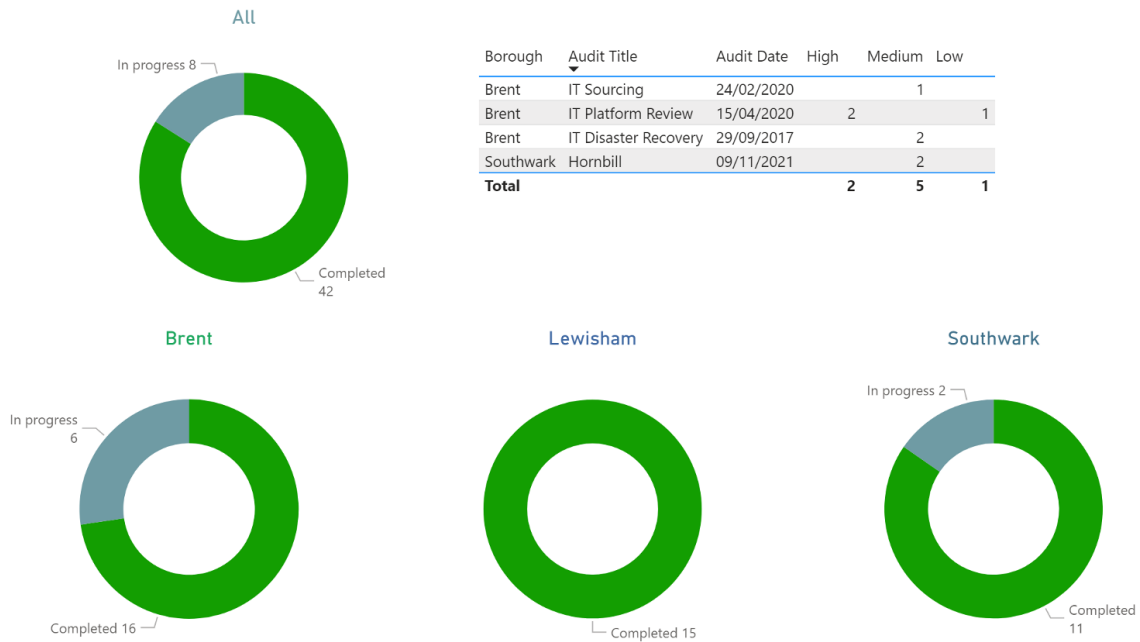 All
In progress 8
Completed
42
Borough Audit Title Audit Date High Medium Low
Brent IT Sourcing 24/02/2020 1
Brent IT Platform Review 15/04/2020 2 1
Brent IT Disaster Recovery 29/09/2017 2
Southwark Hornbill 09/11/2021 2
Total 2 5 1
Brent
In progress
6
Completed 16
Lewisham
Completed 15
Southwark
In progress 2
Completed
11